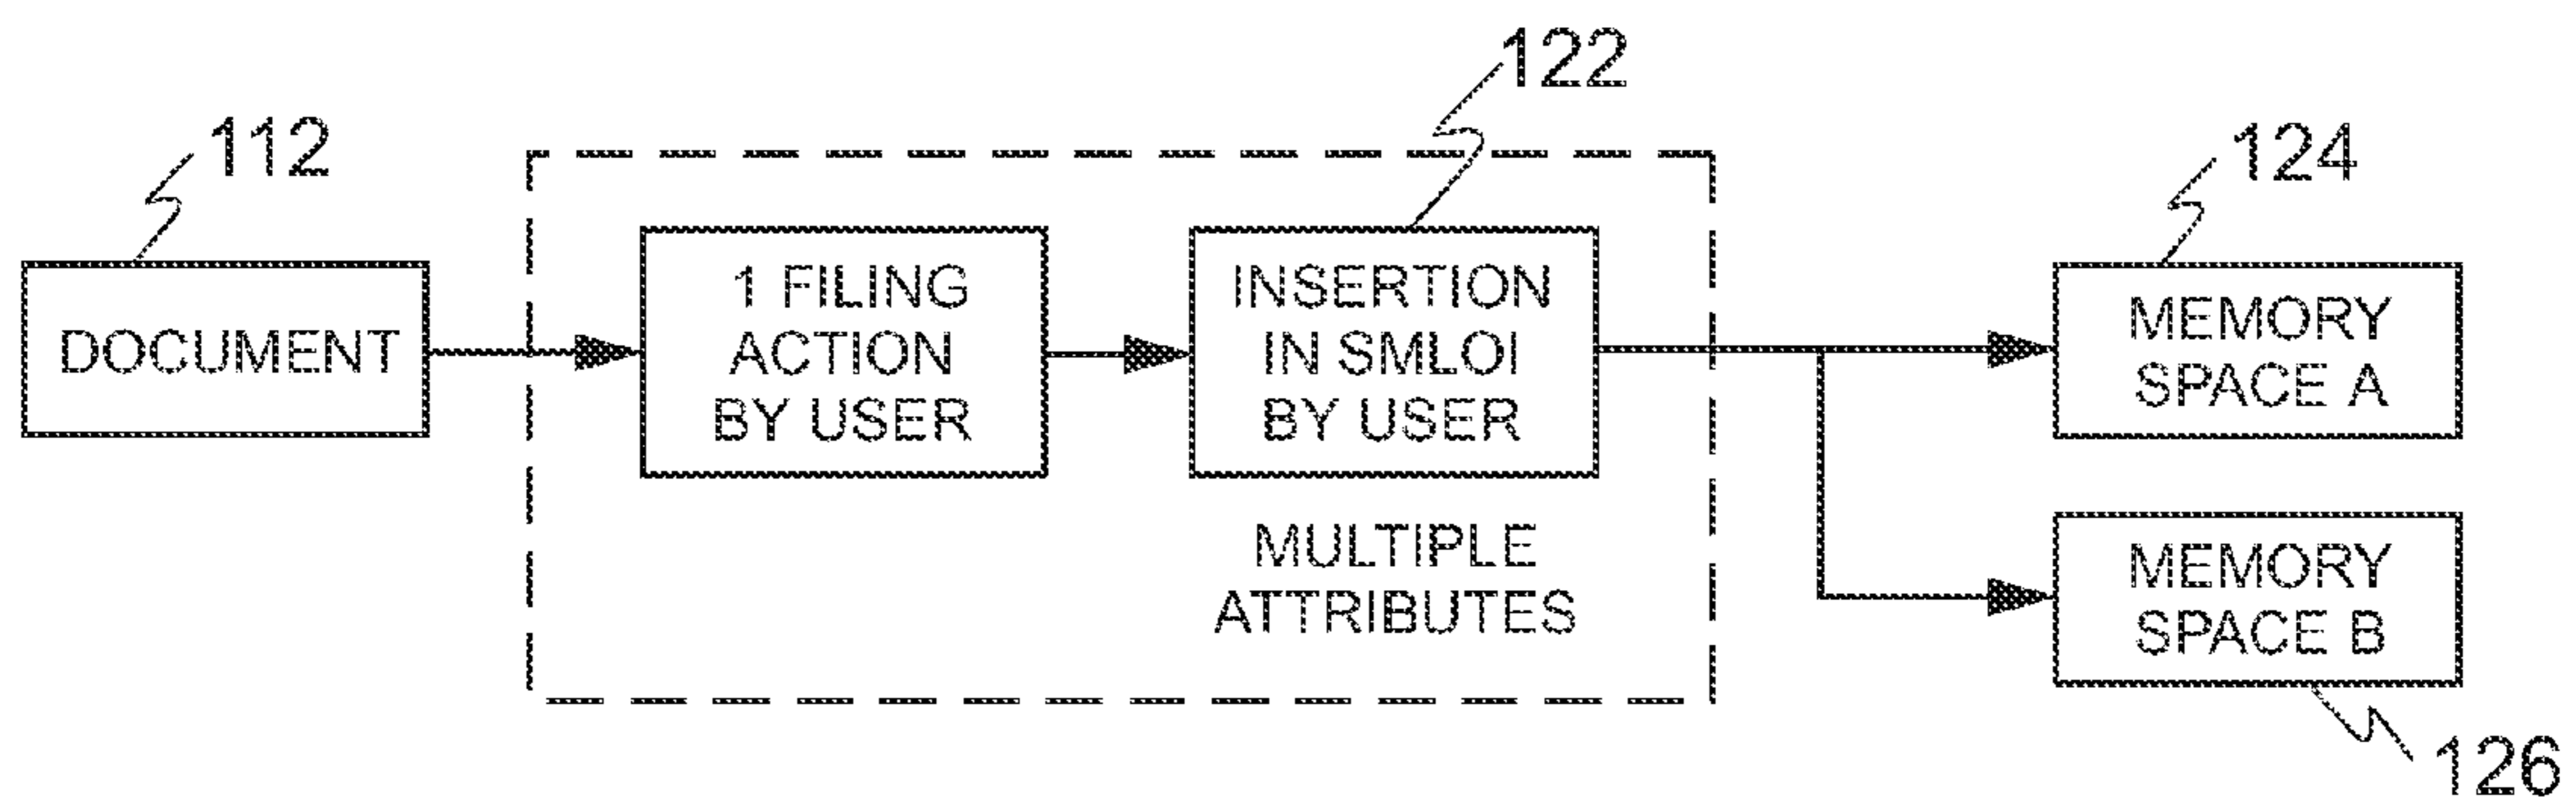 122
112
124
DOCUMENT
1 FILING
ACTION
BY USER
INSERTION
IN SMLOI
BY USER
MEMORY
SPACE A
MULTIPLE
ATTRIBUTES
MEMORY
SPACE B
126